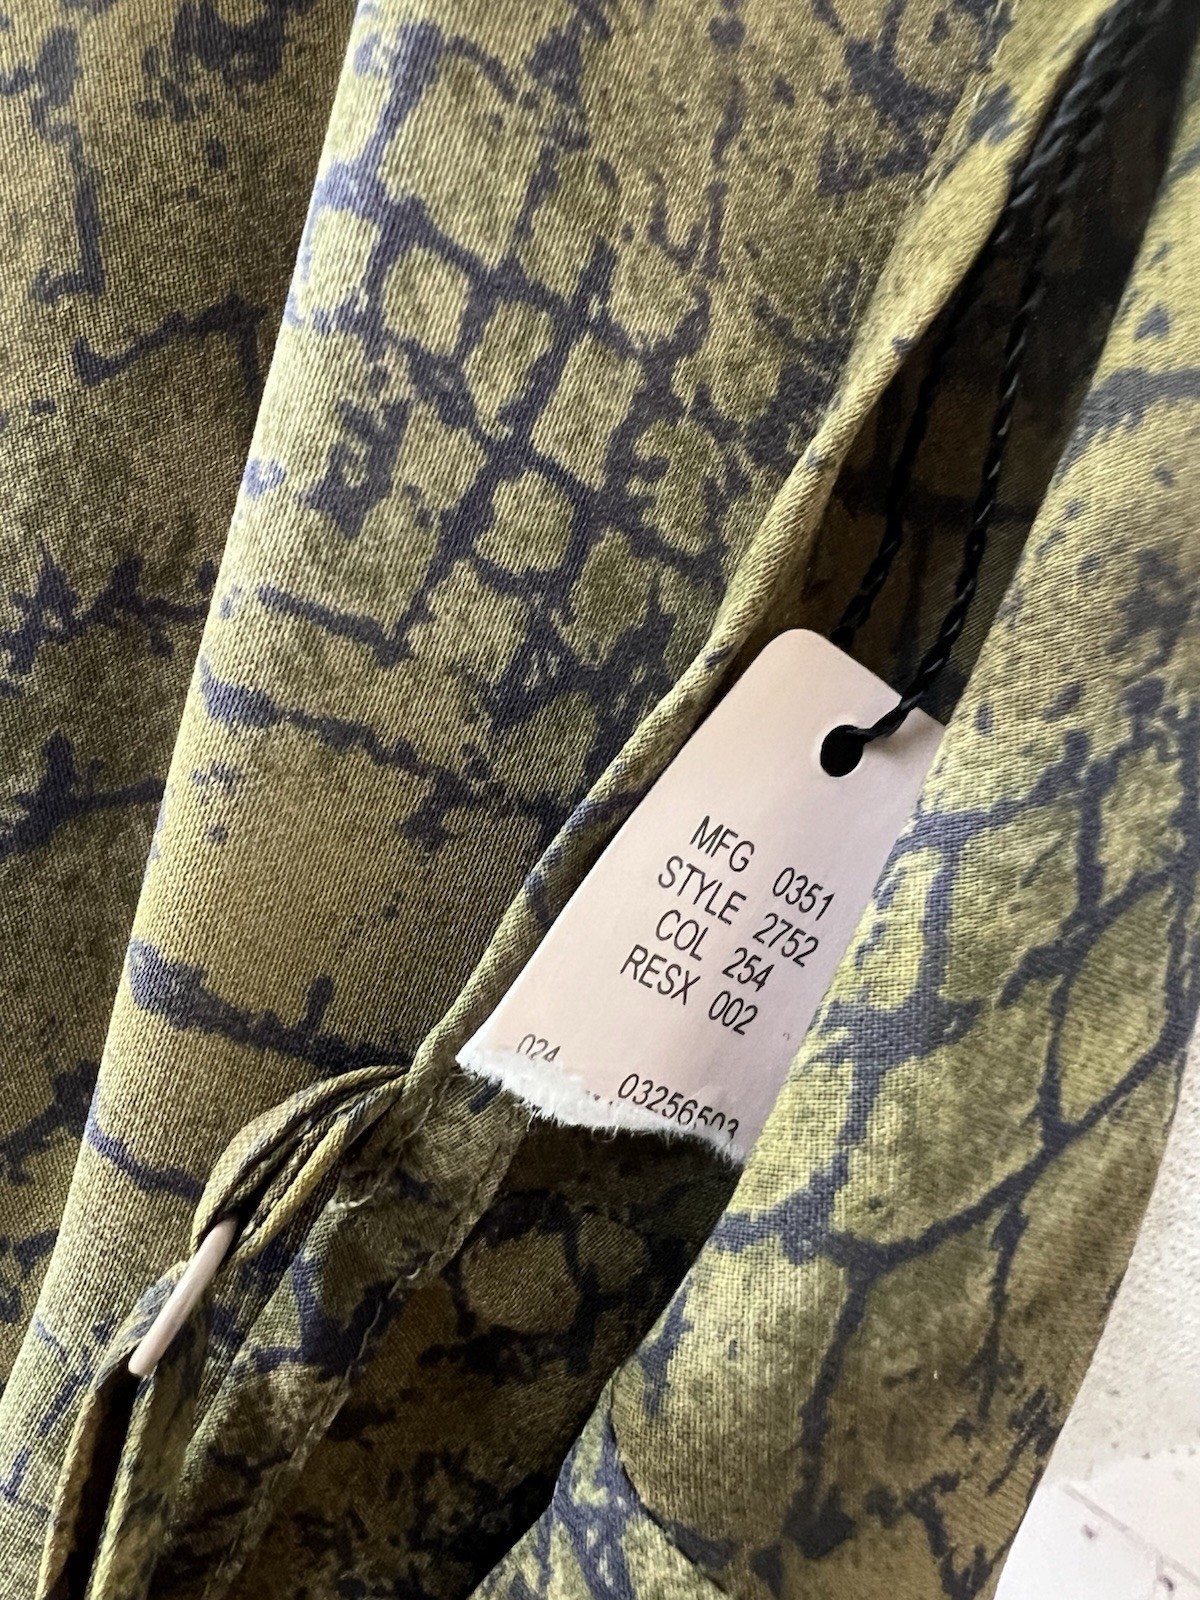 MFG 0351
STYLE 2752
COL 254
RESX 002
024
03256503